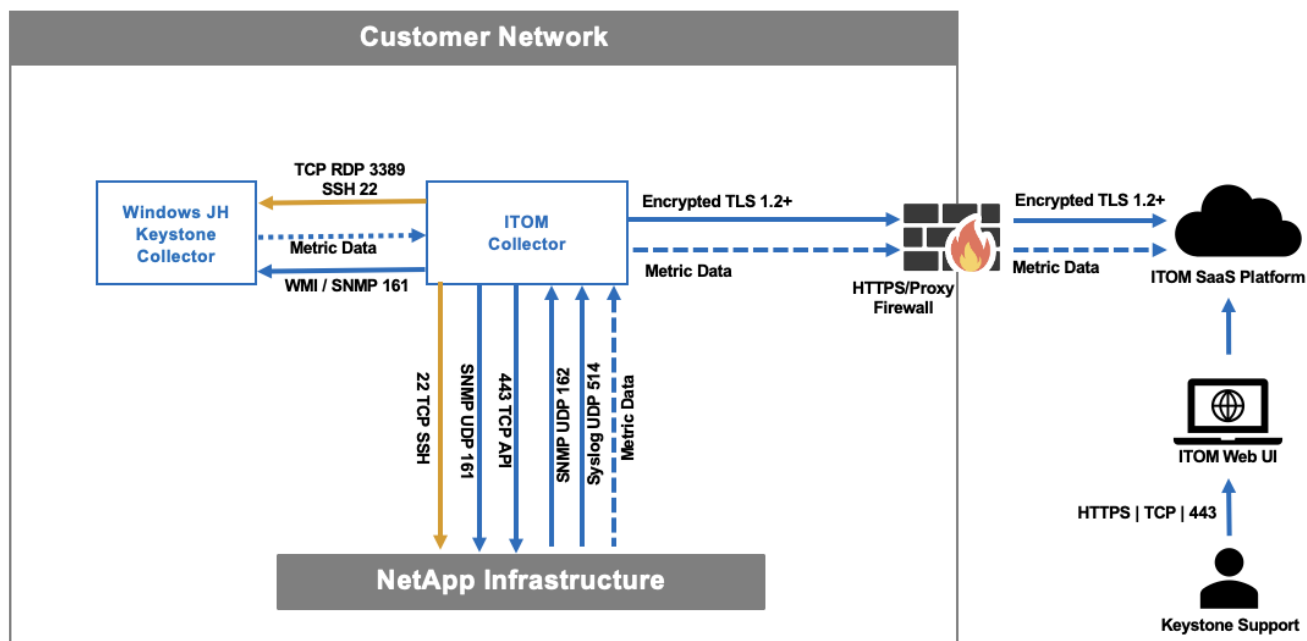 Customer Network
TCP RDP 3389
SSH 22
Windows JH
Keystone
Collector
Metric Data
WMI / SNMP 161
ITOM
Collector
Encrypted TLS 1.2+
Metric Data
HTTPS/Proxy
Firewall
Encrypted TLS 1.2+
Metric Data
ITOM SaaS Platform
22 TCP SSH
SNMP UDP 161
443 TCP API
SNMP UDP 162
Syslog UDP 514
Metric Data
NetApp Infrastructure
ITOM Web UI
HTTPS | TCP | 443
Keystone Support